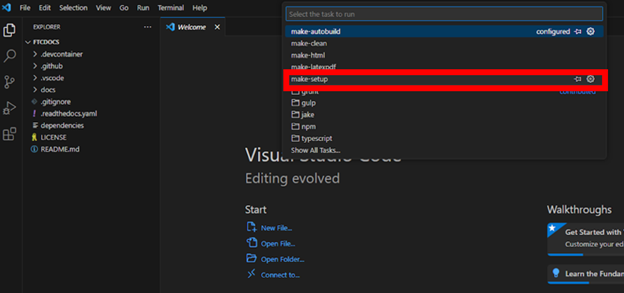 File Edit Selection View Go Run Terminal Help
Select the task to run
EXPLORER
Welcome
FTCDOCS
.devcontainer
.github
.vscode
docs
.gitignore
.readthedocs.yaml
dependencies
LICENSE
README.md
make-autobuild configured
make-clean
make-html
make-latexpdf
make-setup
grunt contributed
gulp
jake
npm
typescript
Show All Tasks...
Visual Studio Code
Editing evolved
Start
New File...
Open File...
Open Folder...
Connect to...
Walkthroughs
Get Started with
Customize your ed
Learn the Fundam